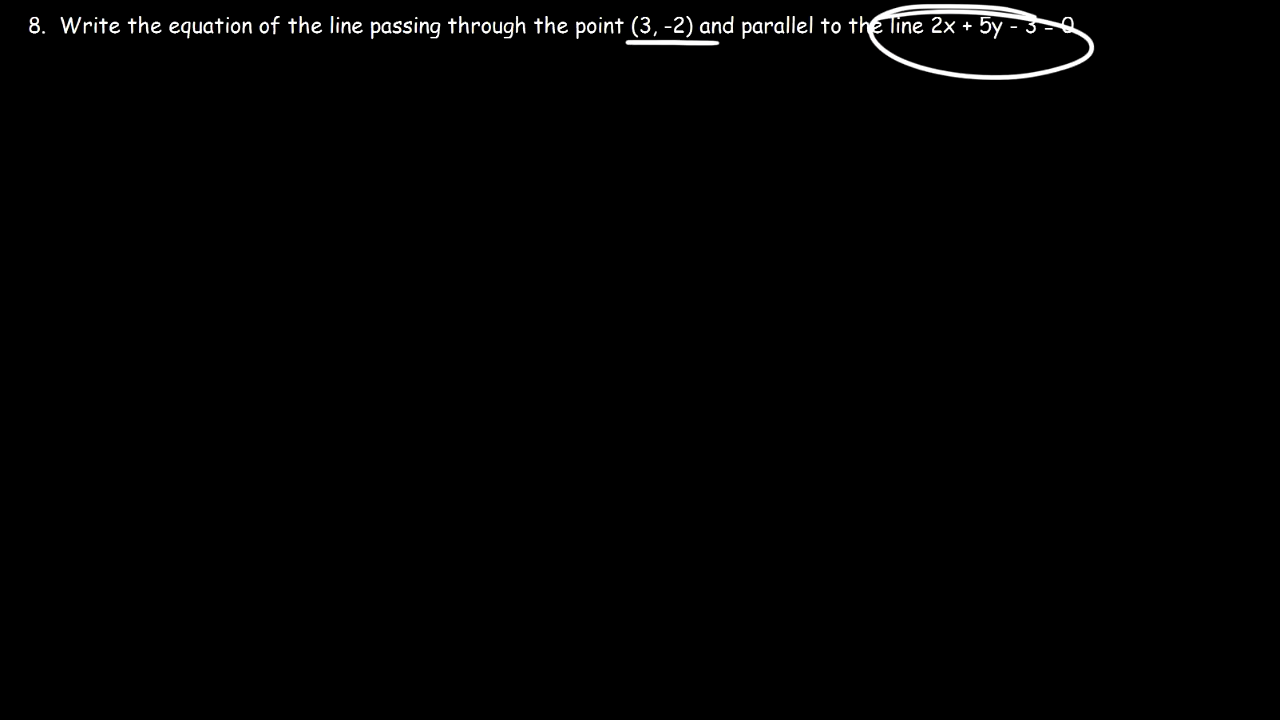 8. Write the equation of the line passing through the point (3, -2) and parallel to the line 2x + 5y - 3 = 0